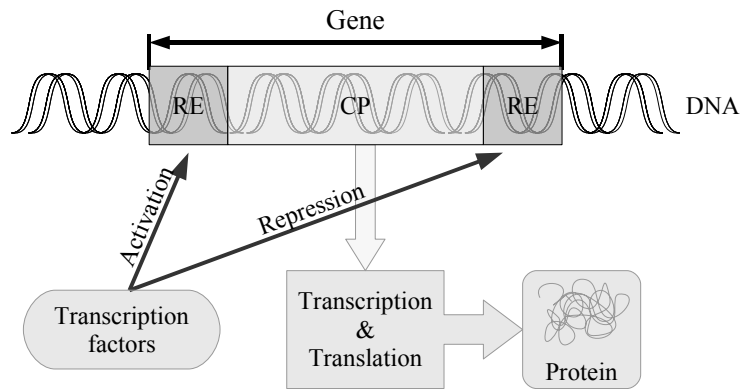 Gene
RE
CP
RE
DNA
Activation
Repression
Transcription
factors
Transcription
&
Translation
Protein